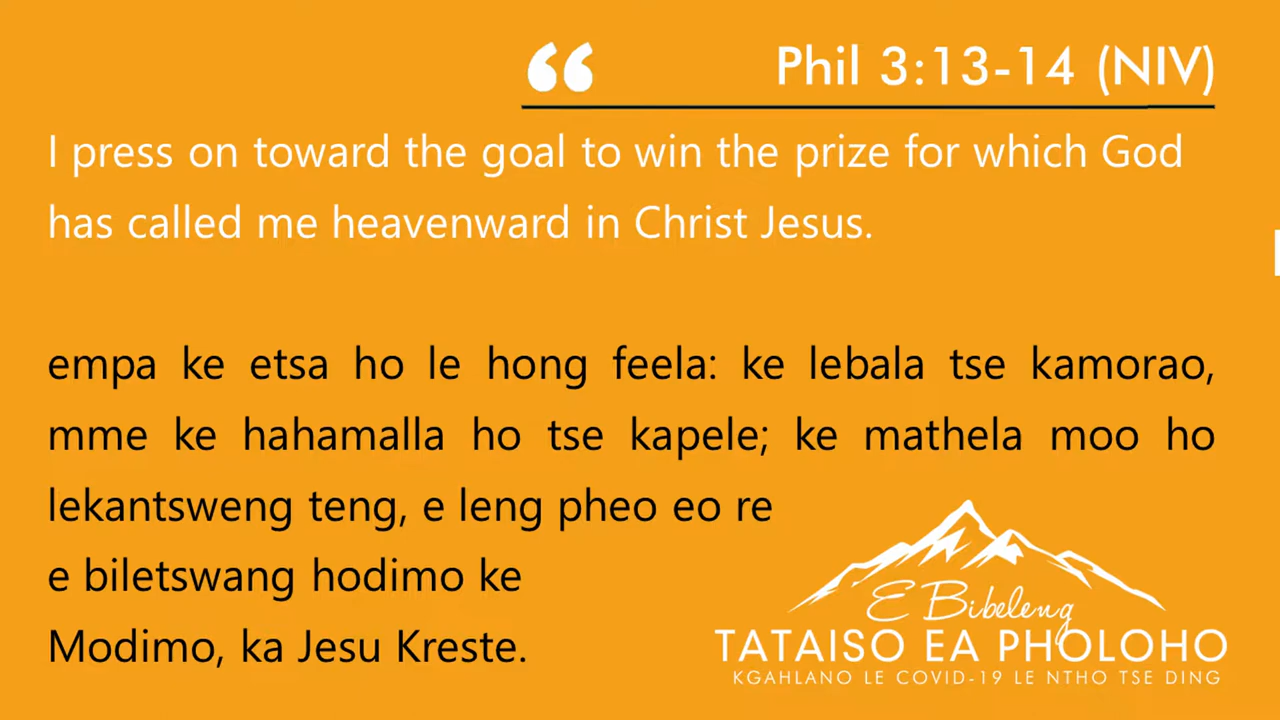 “ Phil 3:13-14 (NIV)
I press on toward the goal to win the prize for which God
has called me heavenward in Christ Jesus.
empa ke etsa ho le hong feela: ke lebala tse kamorao,
mme ke hahamalla ho tse kapele; ke mathela moo ho
lekantsweng teng, e leng pheo eo re
e biletswang hodimo ke
Modimo, ka Jesu Kreste.
E Bibeleng
TATAISO EA PHOLOHO
KGAHLANO LE COVID-19 LE NTHO TSE DING